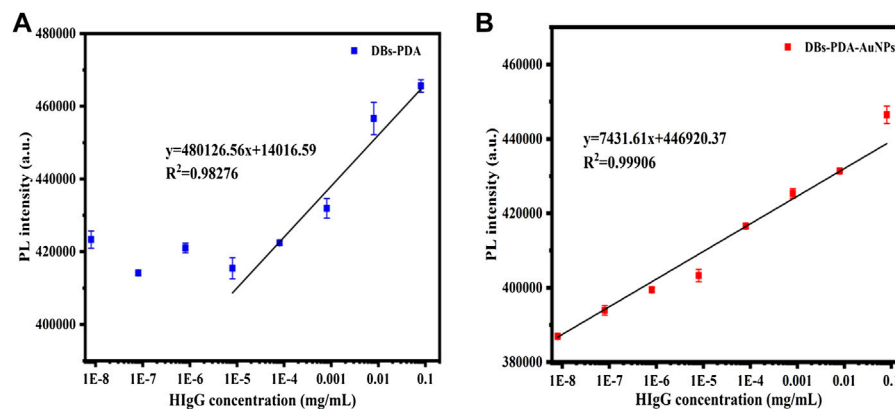 A
480000
460000
440000
420000
400000
PL intensity (a.u.)
DBs-PDA
y=480126.56x+14016.59
R²=0.98276
1E-8 1E-7 1E-6 1E-5 1E-4 0.001 0.01 0.1
HIgG concentration (mg/mL)
B
460000
440000
420000
400000
380000
PL intensity (a.u.)
DBs-PDA-AuNPs
y=7431.61x+446920.37
R²=0.99906
1E-8 1E-7 1E-6 1E-5 1E-4 0.001 0.01 0.
HIgG concentration (mg/mL)